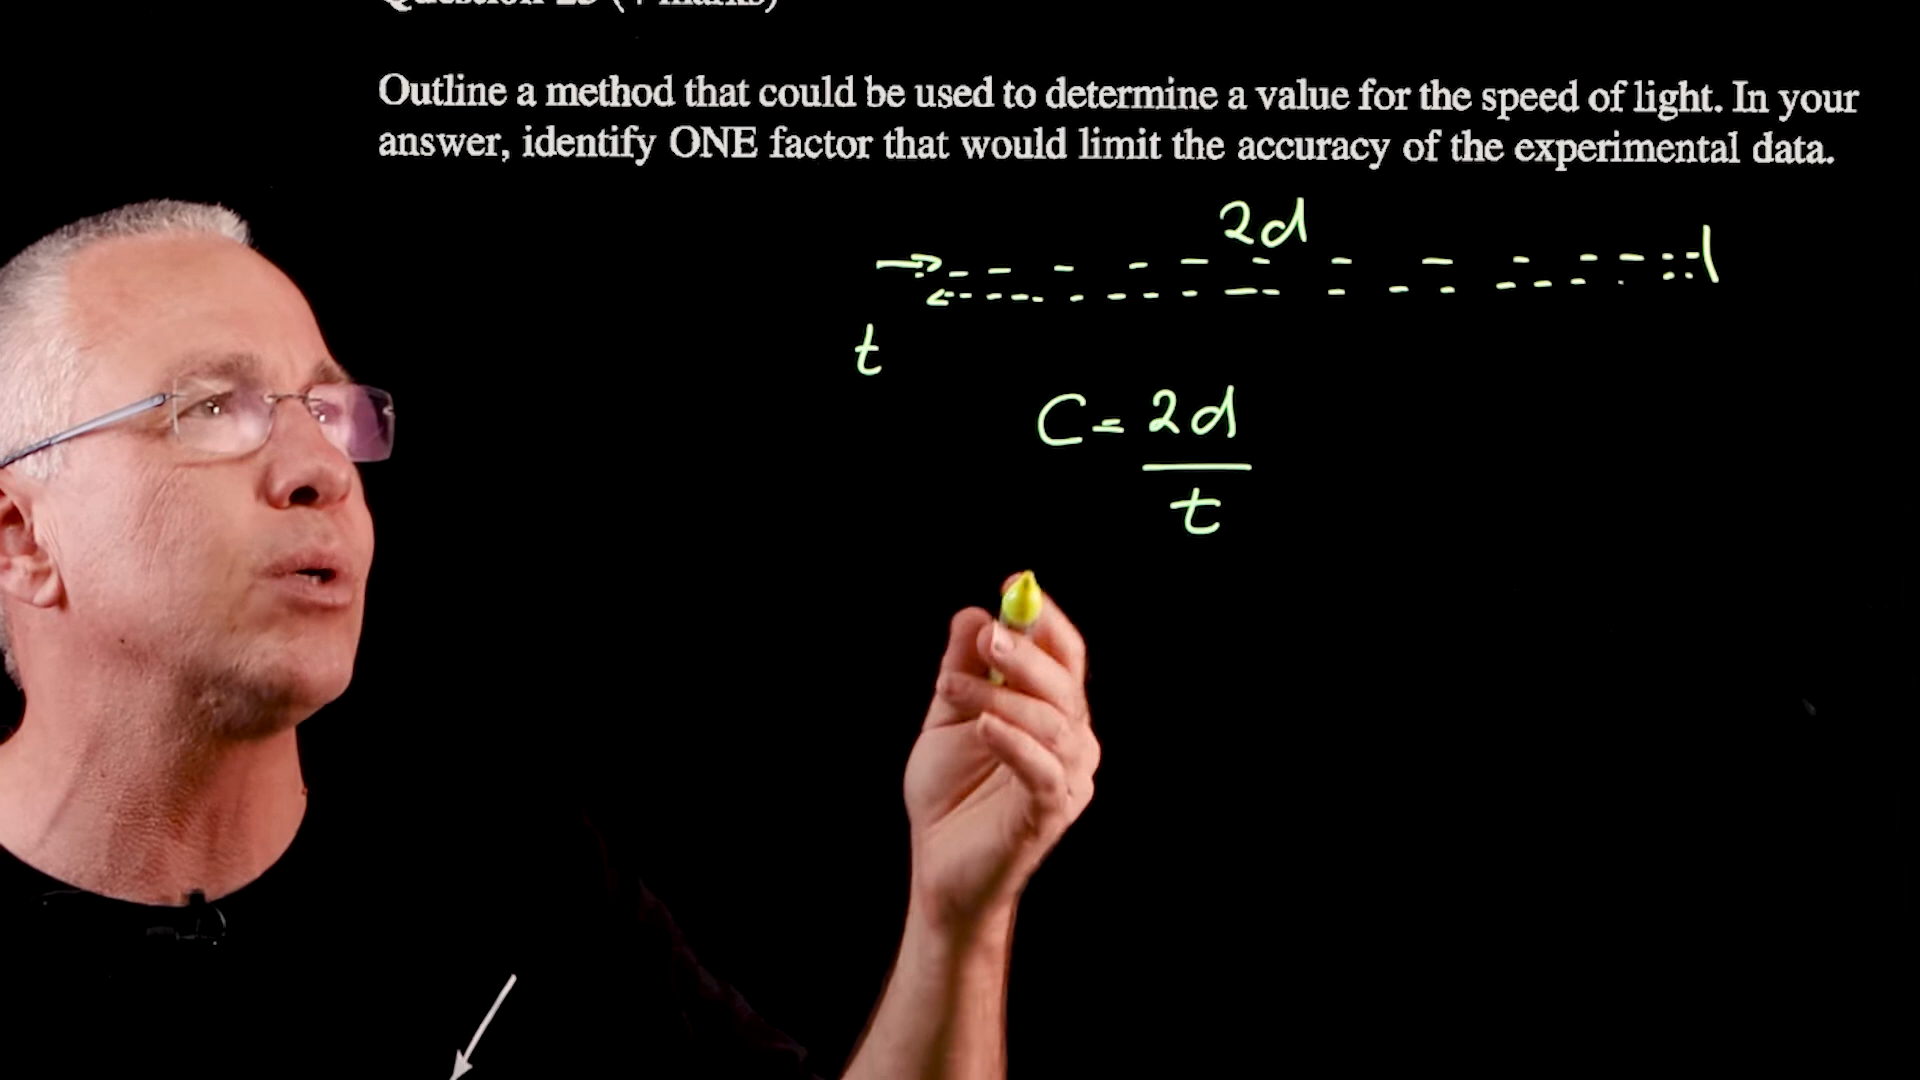 Outline a method that could be used to determine a value for the speed of light. In your
answer, identify ONE factor that would limit the accuracy of the experimental data.
2d
t
C = 2d
t